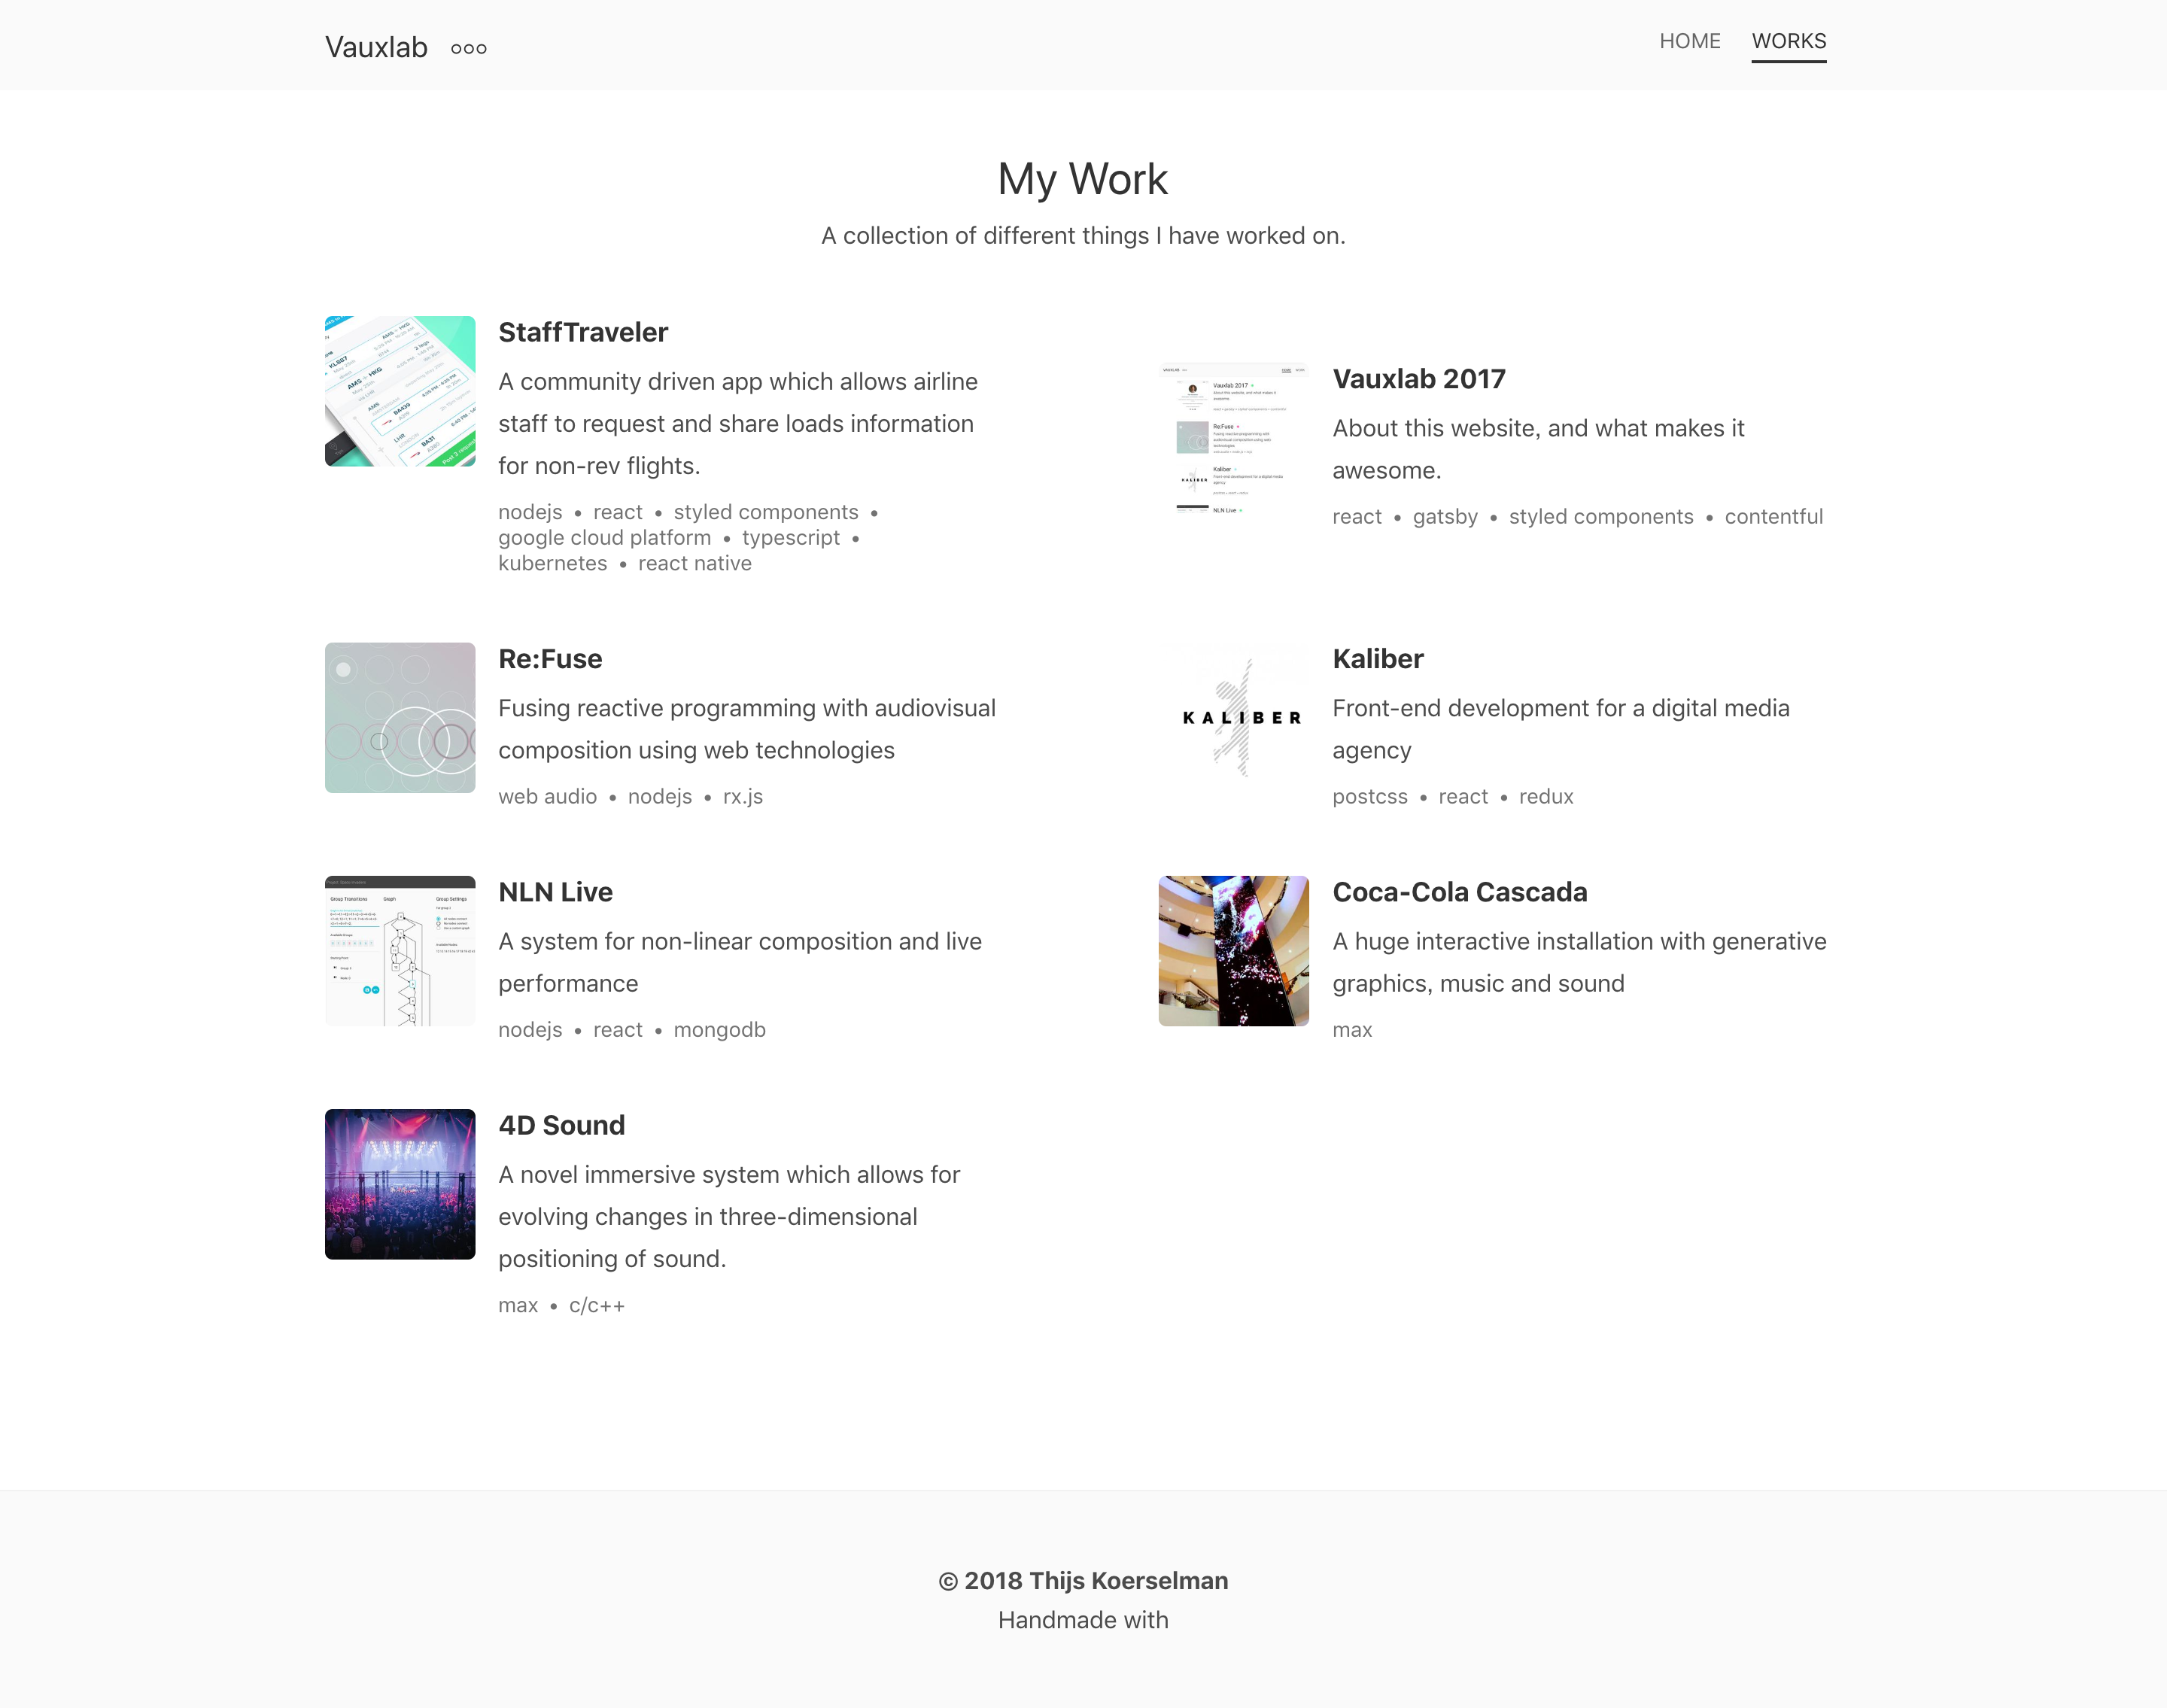 Vauxlab
HOME WORKS
My Work
A collection of different things I have worked on.
StaffTraveler
A community driven app which allows airline
staff to request and share loads information
for non-rev flights.
nodejs • react • styled components •
google cloud platform • typescript •
kubernetes • react native
Vauxlab 2017
About this website, and what makes it
awesome.
react • gatsby • styled components • contentful
Re:Fuse
Fusing reactive programming with audiovisual
composition using web technologies
web audio • nodejs • rx.js
KALIBER
Kaliber
Front-end development for a digital media
agency
postcss • react • redux
Group Transitions Graph Group Settings
NLN Live
A system for non-linear composition and live
performance
nodejs • react • mongodb
Coca-Cola Cascada
A huge interactive installation with generative
graphics, music and sound
max
4D Sound
A novel immersive system which allows for
evolving changes in three-dimensional
positioning of sound.
max • c/c++
© 2018 Thijs Koerselman
Handmade with